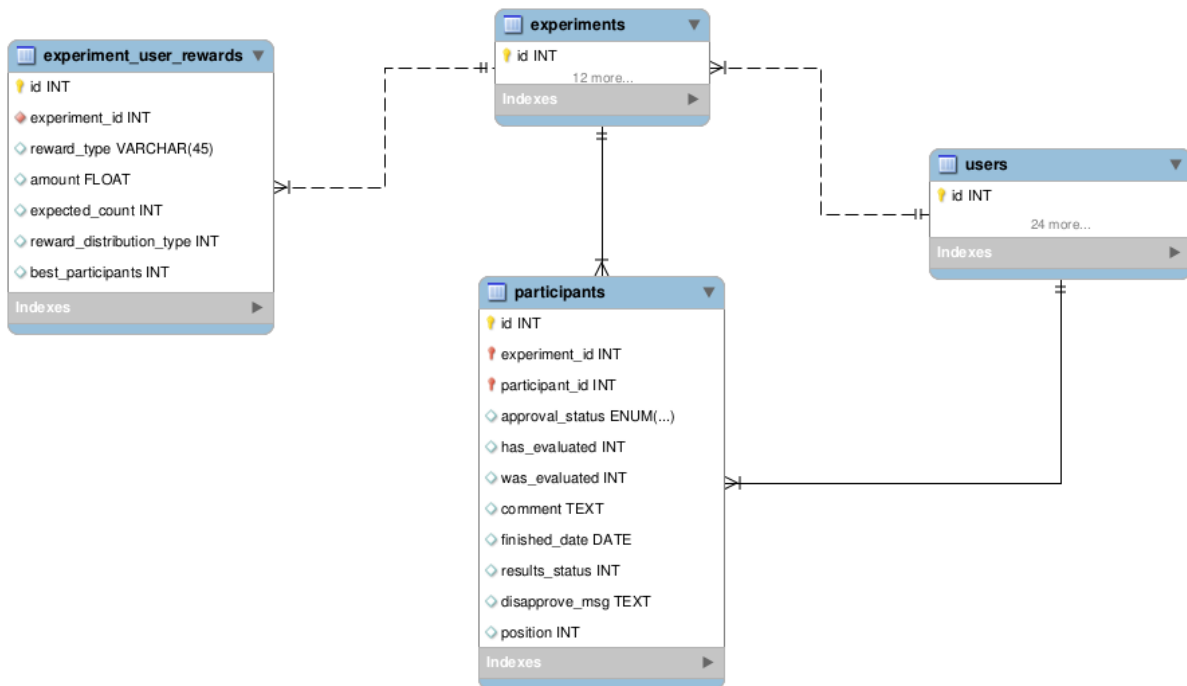 experiments
id INT
12 more...
Indexes
experiment_user_rewards
id INT
experiment_id INT
reward_type VARCHAR(45)
amount FLOAT
expected_count INT
reward_distribution_type INT
best_participants INT
Indexes
users
id INT
24 more...
Indexes
participants
id INT
experiment_id INT
participant_id INT
approval_status ENUM(...)
has_evaluated INT
was_evaluated INT
comment TEXT
finished_date DATE
results_status INT
disapprove_msg TEXT
position INT
Indexes